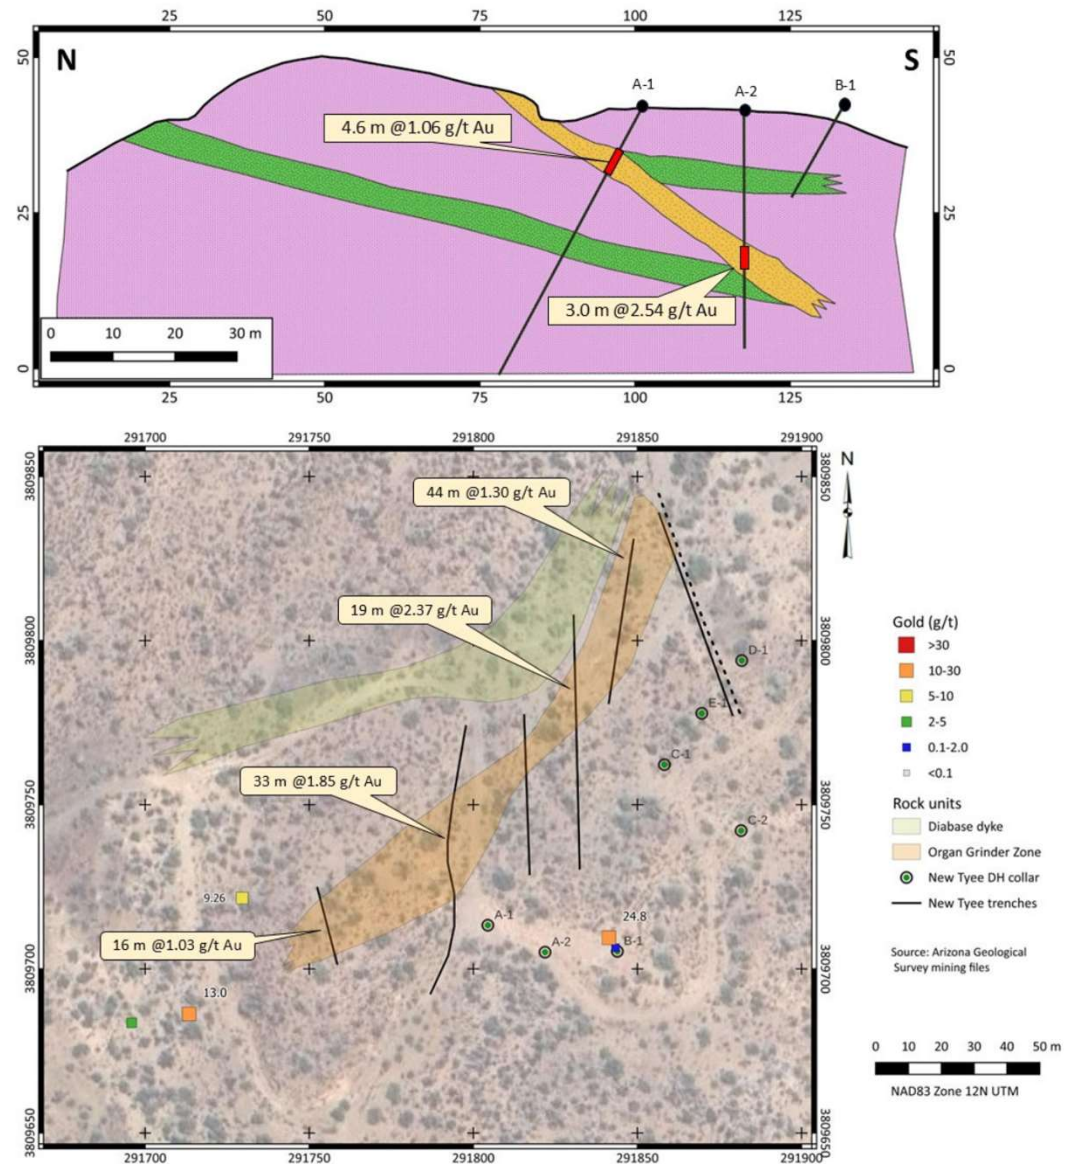 25 50 75 100 125
50 N S 50
A-1 A-2 B-1
4.6 m @1.06 g/t Au
25 25
3.0 m @2.54 g/t Au
0 10 20 30 m
0 0
25 50 75 100 125
291700 291750 291800 291850 291900
3809850 3809850
N
44 m @1.30 g/t Au
19 m @2.37 g/t Au
3809800 3809800
D-1
E-1
C-1
33 m @1.85 g/t Au
3809750 3809750
C-2
9.26
A-1
24.8
16 m @1.03 g/t Au
A-2
B-1
3809700 3809700
13.0
3809650 3809650
291700 291750 291800 291850 291900
Gold (g/t)
>30
10-30
5-10
2-5
0.1-2.0
<0.1
Rock units
Diabase dyke
Organ Grinder Zone
New Tyee DH collar
New Tyee trenches
Source: Arizona Geological
Survey mining files
0 10 20 30 40 50 m
NAD83 Zone 12N UTM